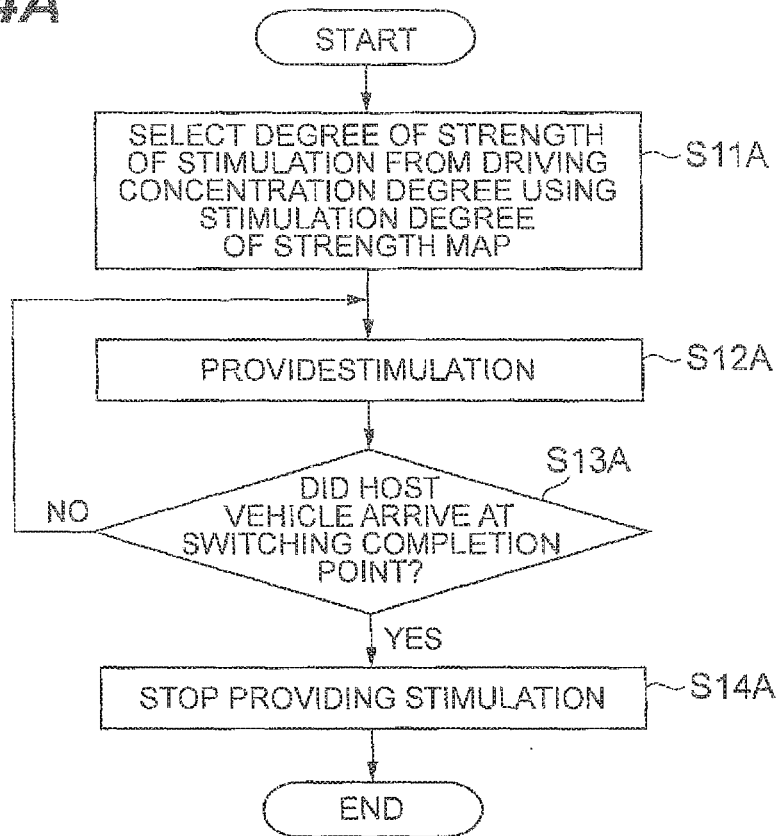 4A
START
SELECT DEGREE OF STRENGTH
OF STIMULATION FROM DRIVING
CONCENTRATION DEGREE USING
STIMULATION DEGREE
OF STRENGTH MAP
S11A
PROVIDESTIMULATION
S12A
S13A
DID HOST
VEHICLE ARRIVE AT
SWITCHING COMPLETION
POINT?
NO
YES
STOP PROVIDING STIMULATION
S14A
END